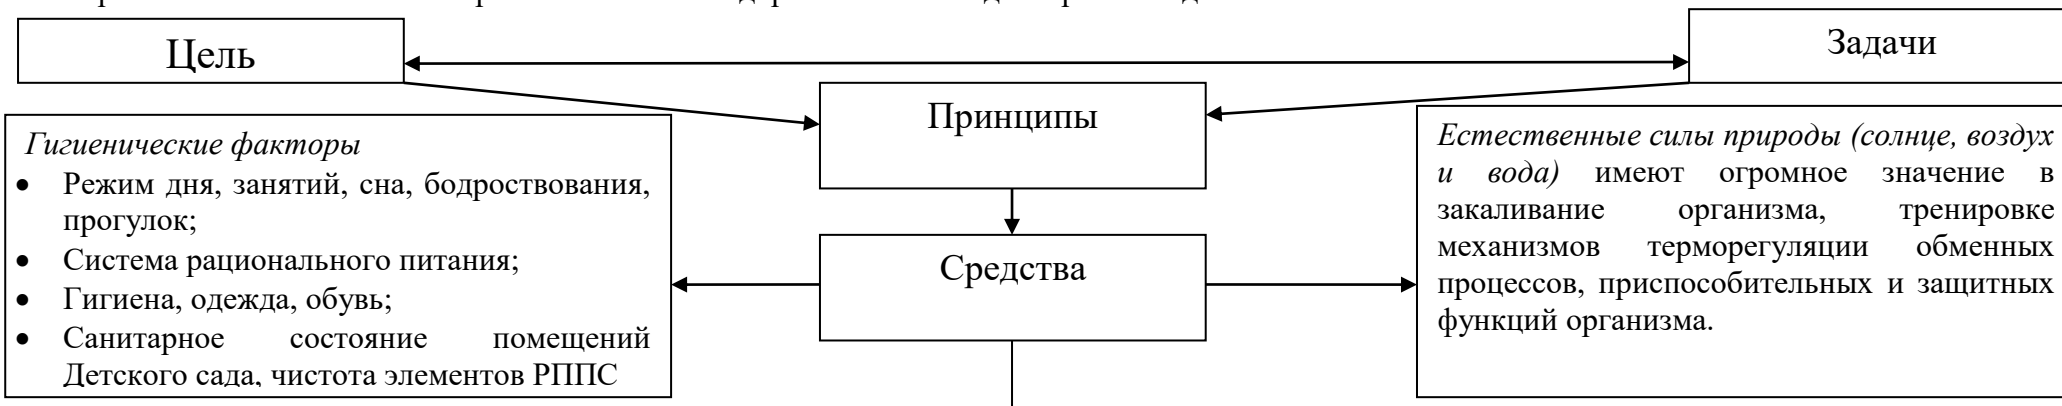 Цель
Задачи
Принципы
Гигиенические факторы
• Режим дня, занятий, сна, бодроствования,
прогулок;
• Система рационального питания;
• Гигиена, одежда, обувь;
• Санитарное состояние помещений
Детского сада, чистота элементов РППС
Средства
Естественные силы природы (солнце, воздух
и вода) имеют огромное значение в
закаливание организма, тренировке
механизмов терморегуляции обменных
процессов, приспособительных и защитных
функций организма.